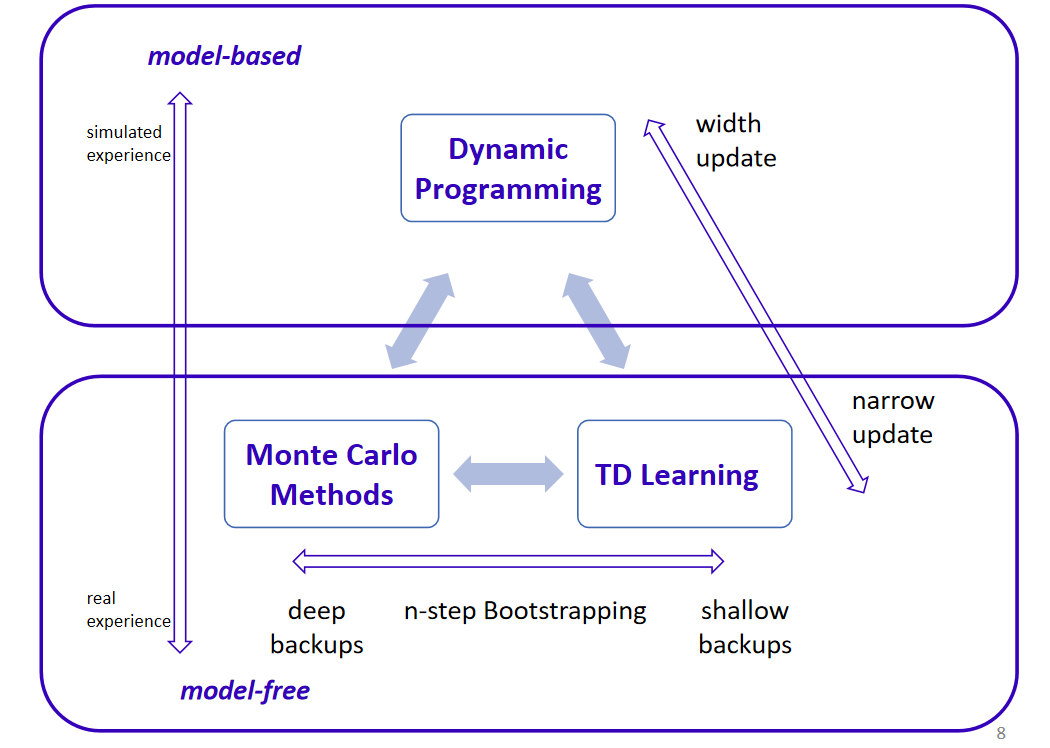 model-based
simulated
experience
Dynamic
Programming
width
update
narrow
update
Monte Carlo
Methods
TD Learning
real
experience
deep
backups
n-step Bootstrapping
shallow
backups
model-free
8